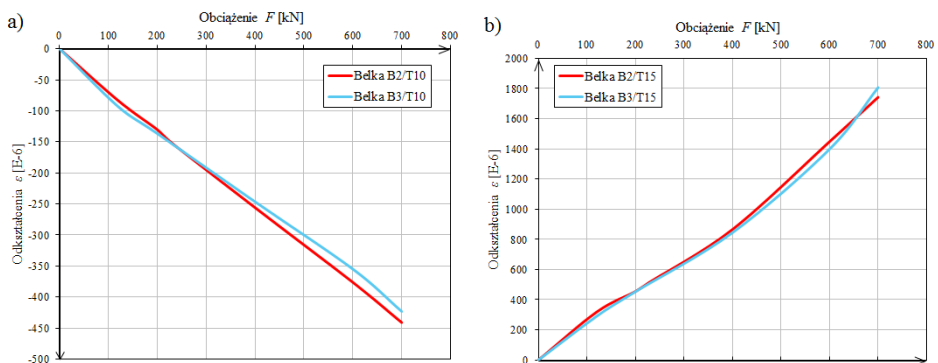 a)
Obciążenie F [kN]
0 100 200 300 400 500 600 700 800
0
-50
-100
-150
-200
-250
-300
-350
-400
-450
-500
Odkształcenia ε [E-6]
Belka B2/T10
Belka B3/T10
b)
Obciążenie F [kN]
0 100 200 300 400 500 600 700 800
2000
1800
1600
1400
1200
1000
800
600
400
200
0
Odkształcenia ε [E-6]
Belka B2/T15
Belka B3/T15